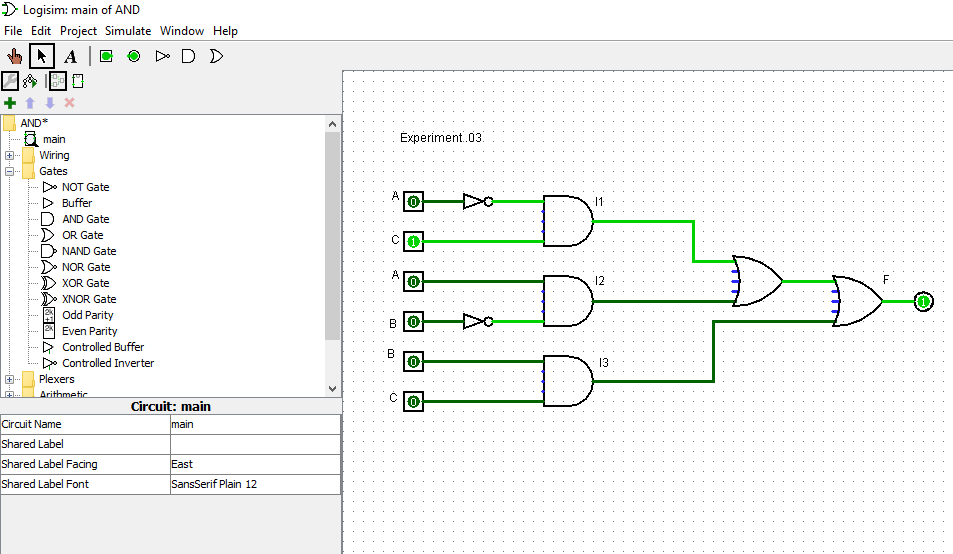 Logisim: main of AND
File Edit Project Simulate Window Help
A
AND*
main
Wiring
Gates
NOT Gate
Buffer
AND Gate
OR Gate
NAND Gate
NOR Gate
XOR Gate
XNOR Gate
2k+1 Odd Parity
2k Even Parity
Controlled Buffer
Controlled Inverter
Plexers
Arithmetic
Circuit: main
Circuit Name main
Shared Label
Shared Label Facing East
Shared Label Font SansSerif Plain 12
Experiment .03
A 0 I1
C 1
A 0 I2
B 0
B 0 I3
C 0
F 1